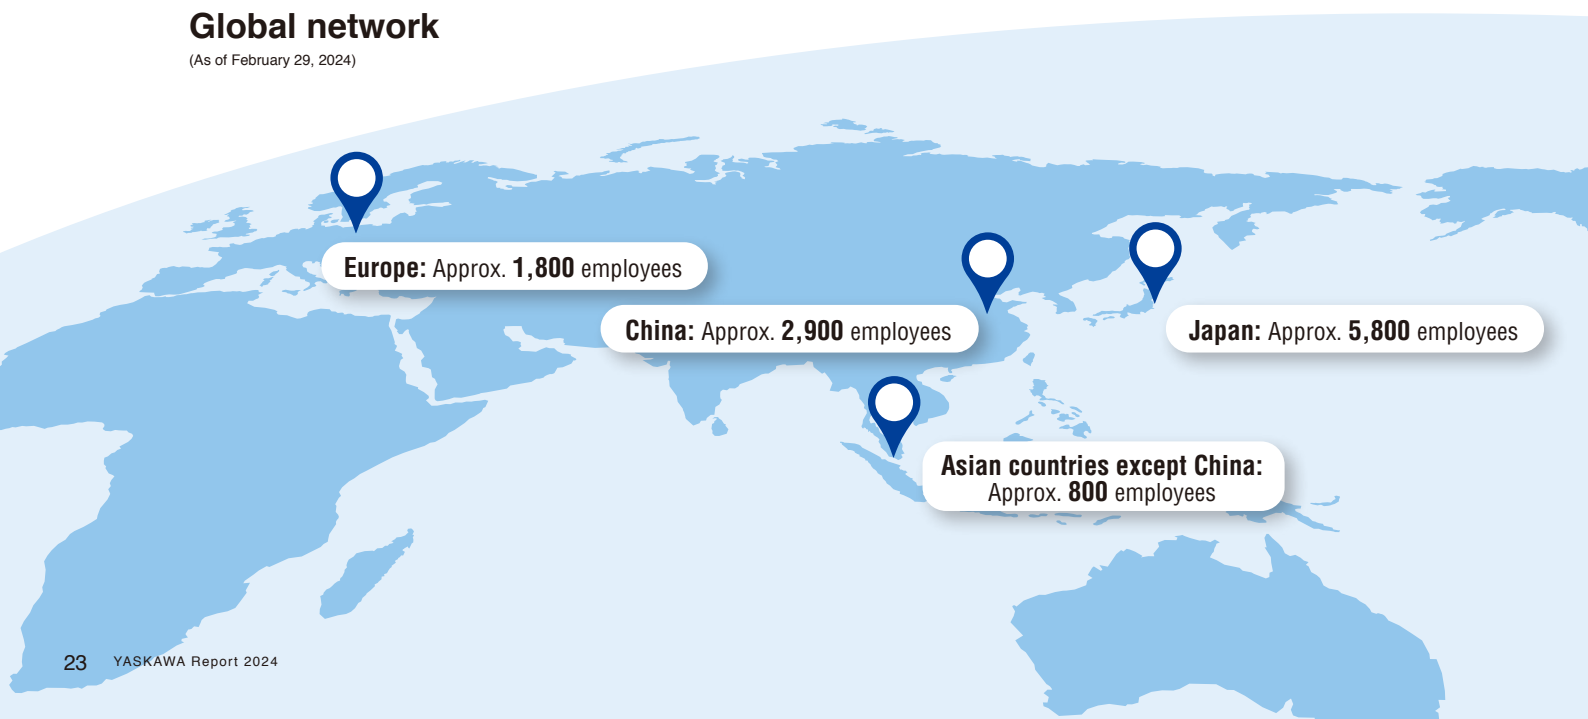 Global network
(As of February 29, 2024)
Europe: Approx. 1,800 employees
China: Approx. 2,900 employees
Japan: Approx. 5,800 employees
Asian countries except China:
Approx. 800 employees
23 YASKAWA Report 2024